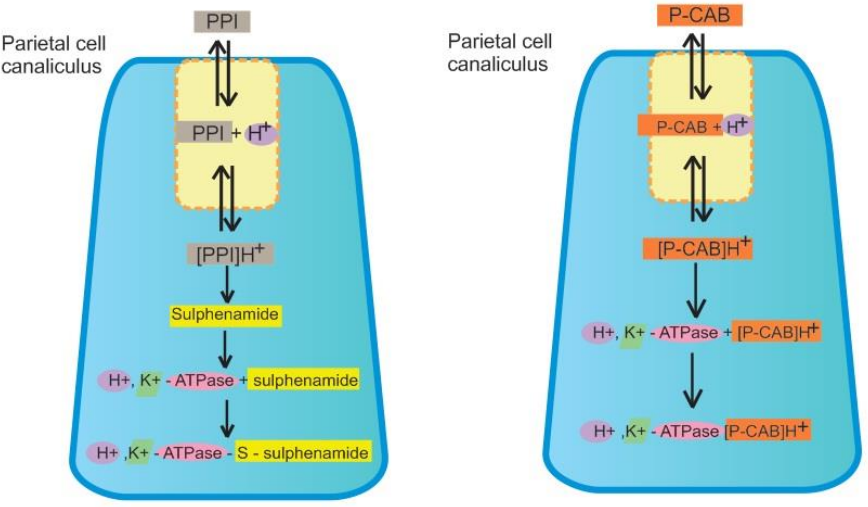 PPI
Parietal cell
canaliculus
PPI + H+
[PPI]H+
Sulphenamide
H+, K+ - ATPase + sulphenamide
H+ ,K+ - ATPase - S - sulphenamide
P-CAB
Parietal cell
canaliculus
P-CAB + H+
[P-CAB]H+
H+, K+ - ATPase + [P-CAB]H+
H+ ,K+ - ATPase [P-CAB]H+